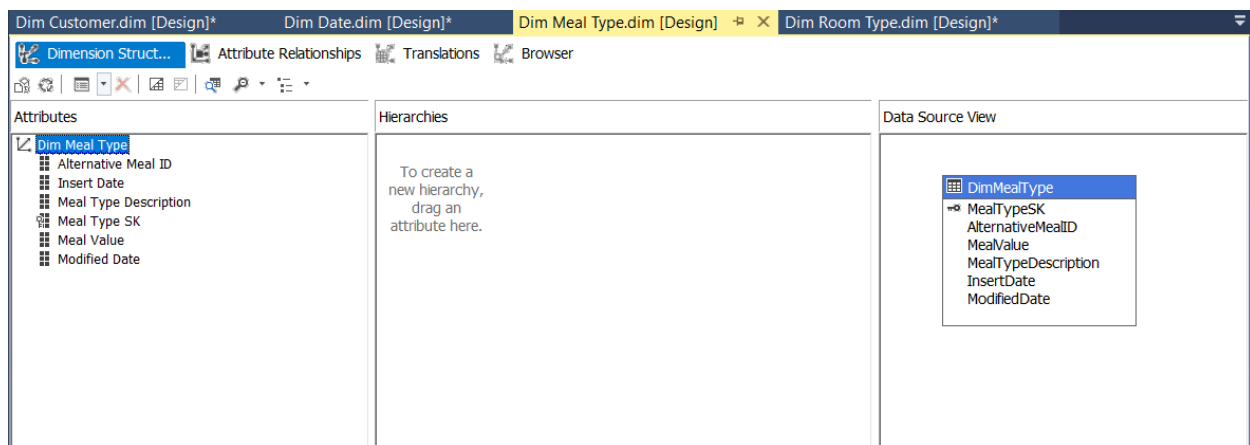 Dim Customer.dim [Design]* Dim Date.dim [Design]* Dim Meal Type.dim [Design] Dim Room Type.dim [Design]*
Dimension Struct... Attribute Relationships Translations Browser
Attributes
Dim Meal Type
Alternative Meal ID
Insert Date
Meal Type Description
Meal Type SK
Meal Value
Modified Date
Hierarchies
To create a
new hierarchy,
drag an
attribute here.
Data Source View
DimMealType
MealTypeSK
AlternativeMealID
MealValue
MealTypeDescription
InsertDate
ModifiedDate